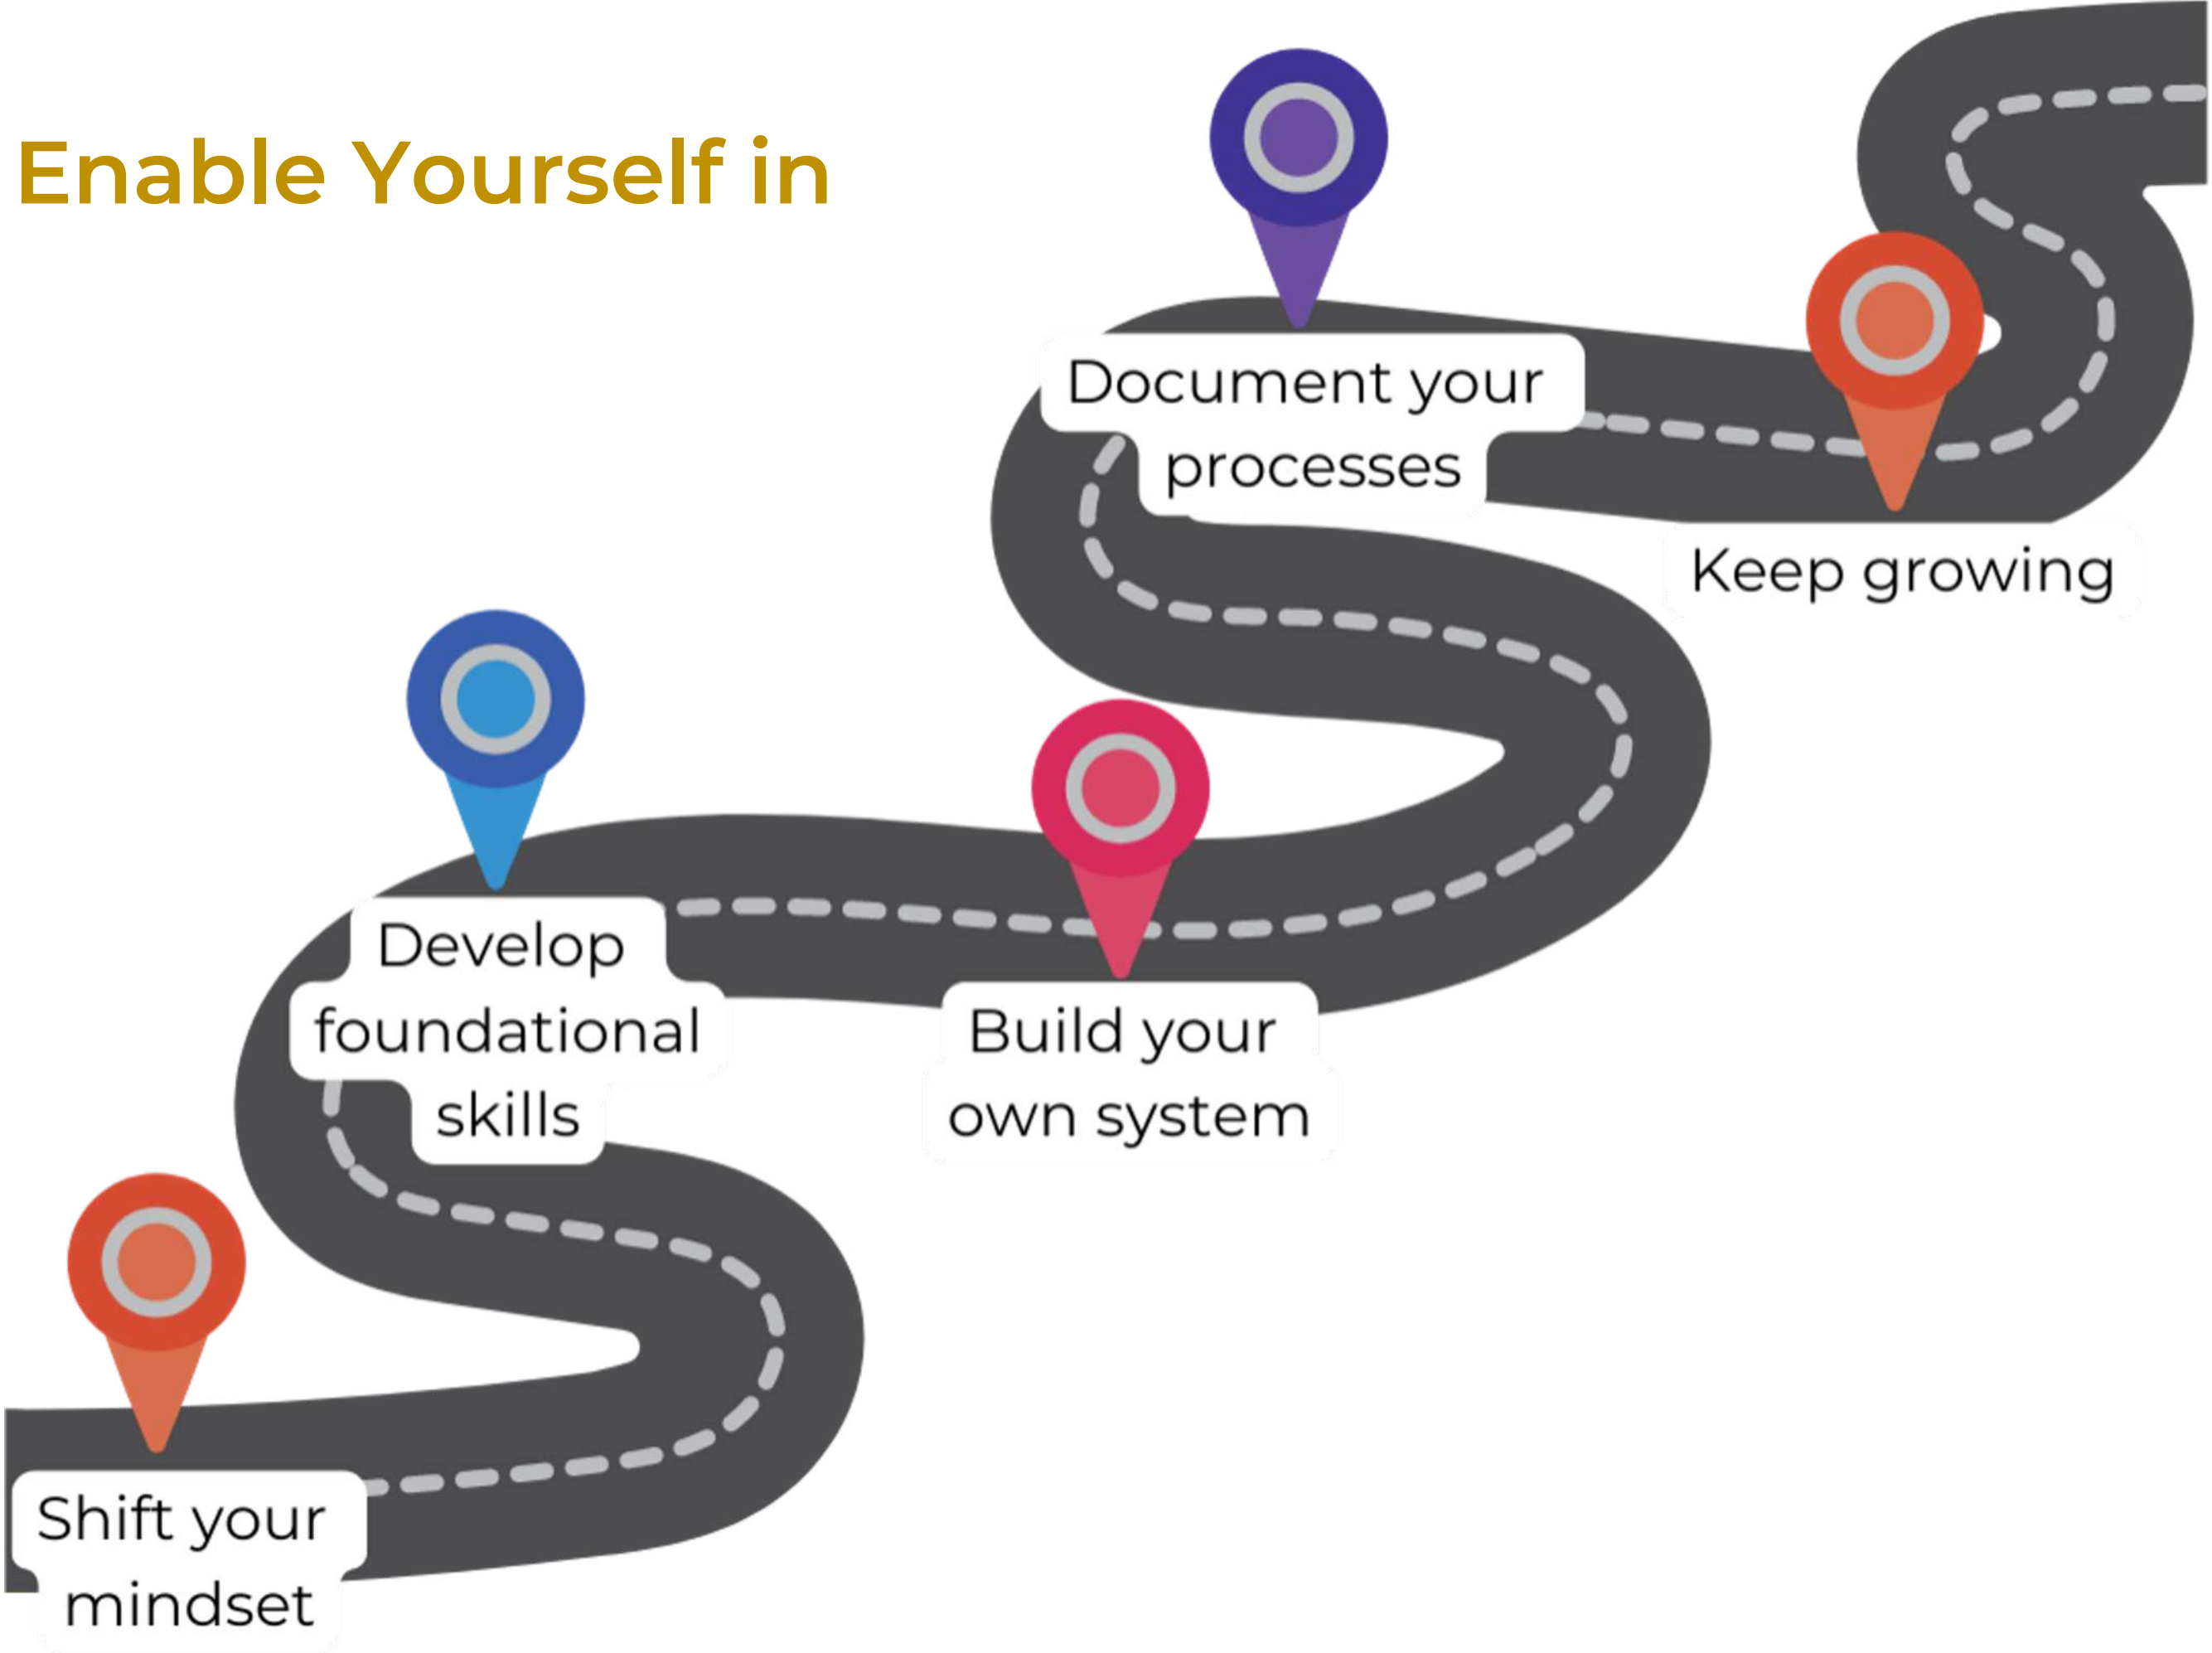 Enable Yourself in
Document your
processes
Keep growing
Develop
foundational
skills
Build your
own system
Shift your
mindset